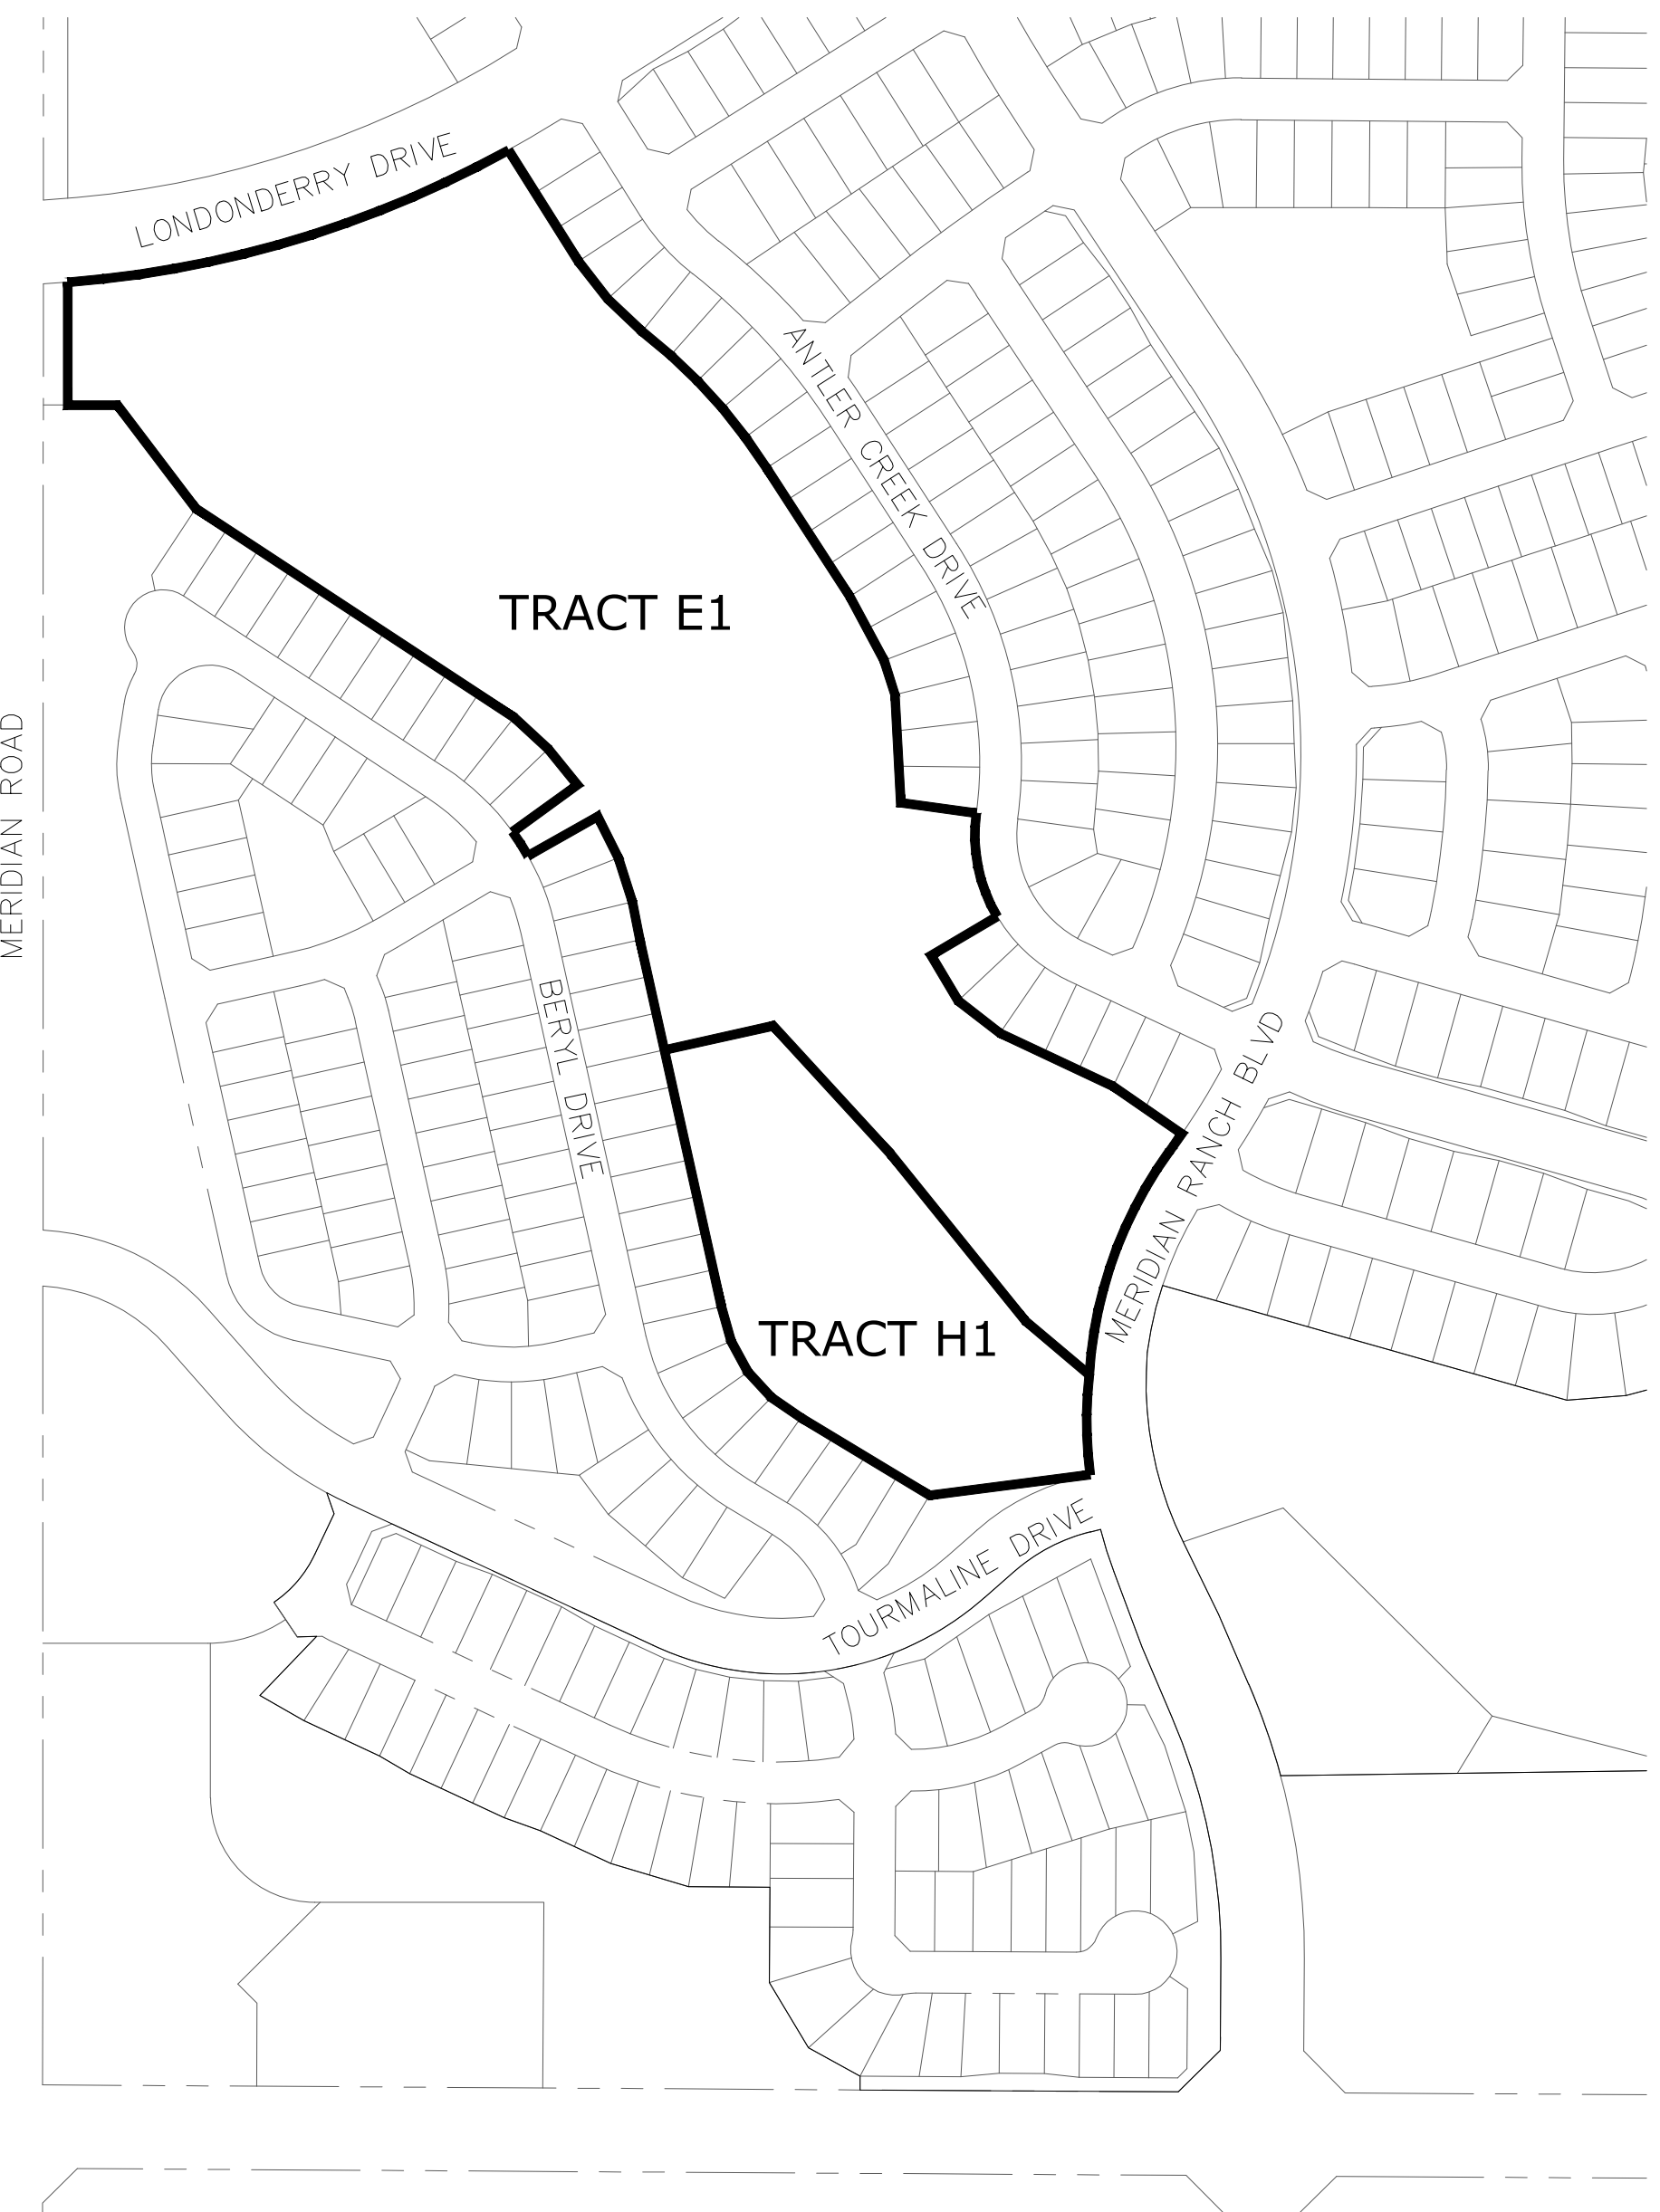 LONDONDERRY DRIVE
ANTLER CREEK DRIVE
TRACT E1
MERIDIAN ROAD
BERYL DRIVE
MERIDIAN RANCH BLVD
TRACT H1
TOURMALINE DRIVE